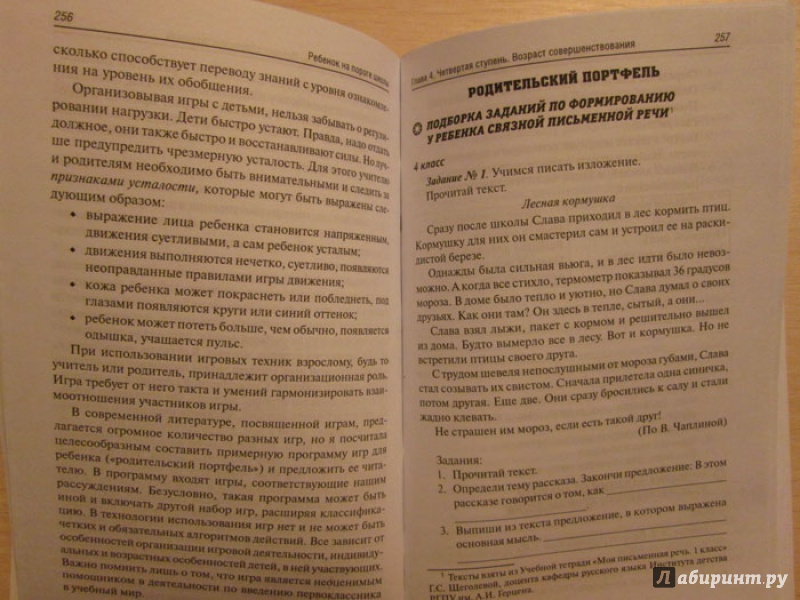 256
Ребенок на пороге школы
сколько способствует переводу знаний с уровня ознакомле-
ния на уровень их обобщения.
Организовывая игры с детьми, нельзя забывать о регули-
ровании нагрузки. Дети быстро устают. Правда, надо отдать
должное, они также быстро и восстанавливают силы. Но луч-
ше предупредить чрезмерную усталость. Для этого учителю
и родителям необходимо быть внимательными и следить за
признаками усталости, которые могут быть выражены сле-
дующим образом:
• выражение лица ребенка становится напряженным,
движения суетливыми, а сам ребенок усталым;
• движения выполняются нечетко, суетливо, появляются
неоправданные правилами игры движения;
• кожа ребенка может покраснеть или побледнеть, под
глазами появляются круги или синий оттенок;
• ребенок может потеть больше, чем обычно, появляется
одышка, учащается пульс.
При использовании игровых техник взрослому, будь то
учитель или родитель, принадлежит организационная роль.
Игра требует от него такта и умений гармонизировать взаи-
моотношения участников игры.
В современной литературе, посвященной играм, пред-
лагается огромное количество разных игр, но я посчитала
целесообразным составить примерную программу игр для
ребенка («родительский портфель») и предложить ее чита-
телю. В программу входят игры, соответствующие нашим
рассуждениям. Безусловно, такая программа может быть
иной и включать другой набор игр, расширяя классифика-
цию. В технологии использования игр нет и не может быть
четких и обязательных алгоритмов действий. Все зависит от
особенностей организации игровой деятельности, индивиду-
альных и возрастных особенностей детей, в ней участвующих.
Важно помнить лишь о том, что игра является неоценимым
помощником в деятельности по введению первоклассника
в учебный мир.
Глава 4. Четвертая ступень. Возраст совершенствования
257
РОДИТЕЛЬСКИЙ ПОРТФЕЛЬ
ПОДБОРКА ЗАДАНИЙ ПО ФОРМИРОВАНИЮ
У РЕБЕНКА СВЯЗНОЙ ПИСЬМЕННОЙ РЕЧИ¹
4 класс
Задание № 1. Учимся писать изложение.
Прочитай текст.
Лесная кормушка
Сразу после школы Слава приходил в лес кормить птиц.
Кормушку для них он смастерил сам и устроил ее на раски-
дистой березе.
Однажды была сильная вьюга, и в лес идти было невоз-
можно. А когда все стихло, термометр показывал 36 градусов
мороза. В доме было тепло и уютно, но Слава думал о своих
друзьях. Как они там? Он здесь в тепле, сытый, а они...
Слава взял лыжи, пакет с кормом и решительно вышел
из дома. Будто вымерло все в лесу. Вот и кормушка. Но не
встретили птицы своего друга.
С трудом шевеля непослушными от мороза губами, Слава
стал созывать их свистом. Сначала прилетела одна синичка,
потом другая. Еще две. Они сразу бросились к салу и стали
жадно клевать.
Не страшен им мороз, если есть такой друг!
(По В. Чаплиной)
Задания:
1. Прочитай текст.
2. Определи тему рассказа. Закончи предложение: В этом
рассказе говорится о том, как
3. Выпиши из текста предложение, в котором выражена
основная мысль.
¹ Тексты взяты из Учебной тетради «Моя письменная речь. 1 класс»
Г.С. Щеголевой, доцента кафедры русского языка Института детства
РГПУ им. А.И. Герцена.
Лабиринт.ру